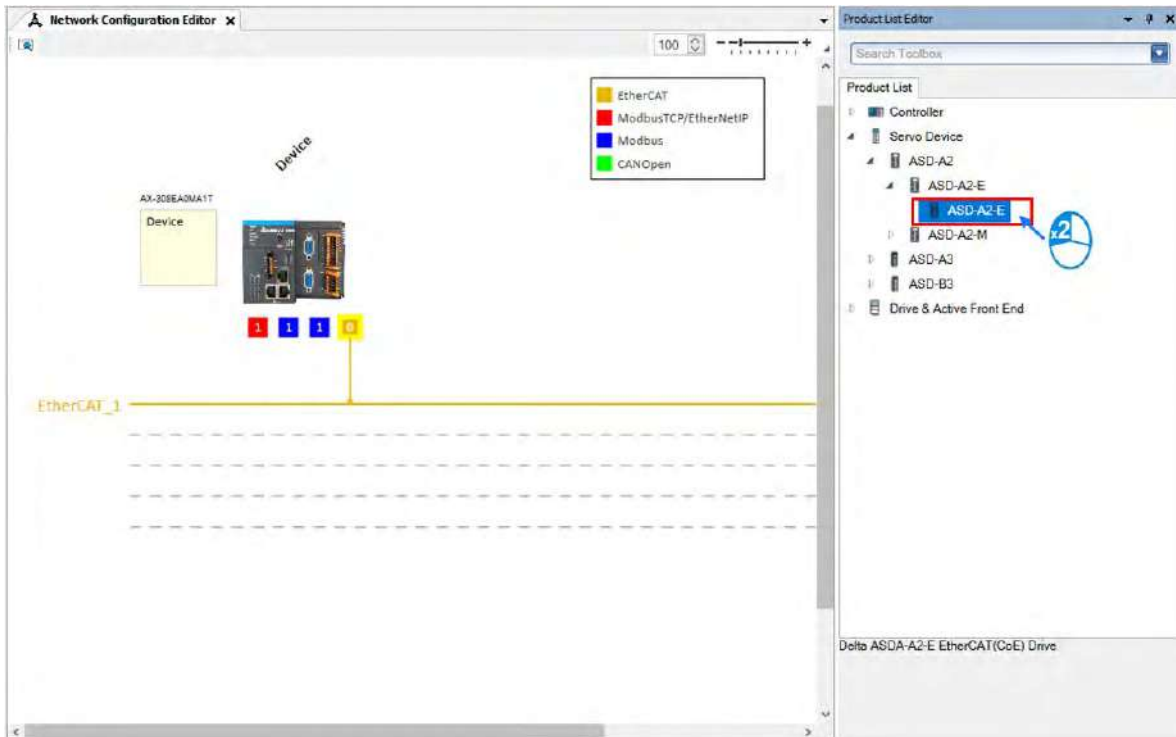 Network Configuration Editor
100
EtherCAT
ModbusTCP/EtherNetIP
Modbus
CANOpen
Device
AX-308EA0MA1T
Device
1 1 1 0
EtherCAT_1
Product List Editor
Search Toolbox
Product List
Controller
Servo Device
ASD-A2
ASD-A2-E
ASD-A2-E
x2
ASD-A2-M
ASD-A3
ASD-B3
Drive & Active Front End
Delta ASDA-A2-E EtherCAT(CoE) Drive